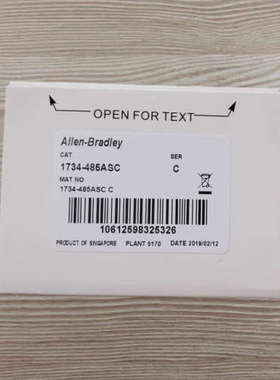 OPEN FOR TEXT
Allen-Bradley
CAT SER
1734-485ASC C
MAT NO
1734-485ASC C
10612598325326
PRODUCT OF SINGAPORE PLANT 5170 DATE 2019/02/12